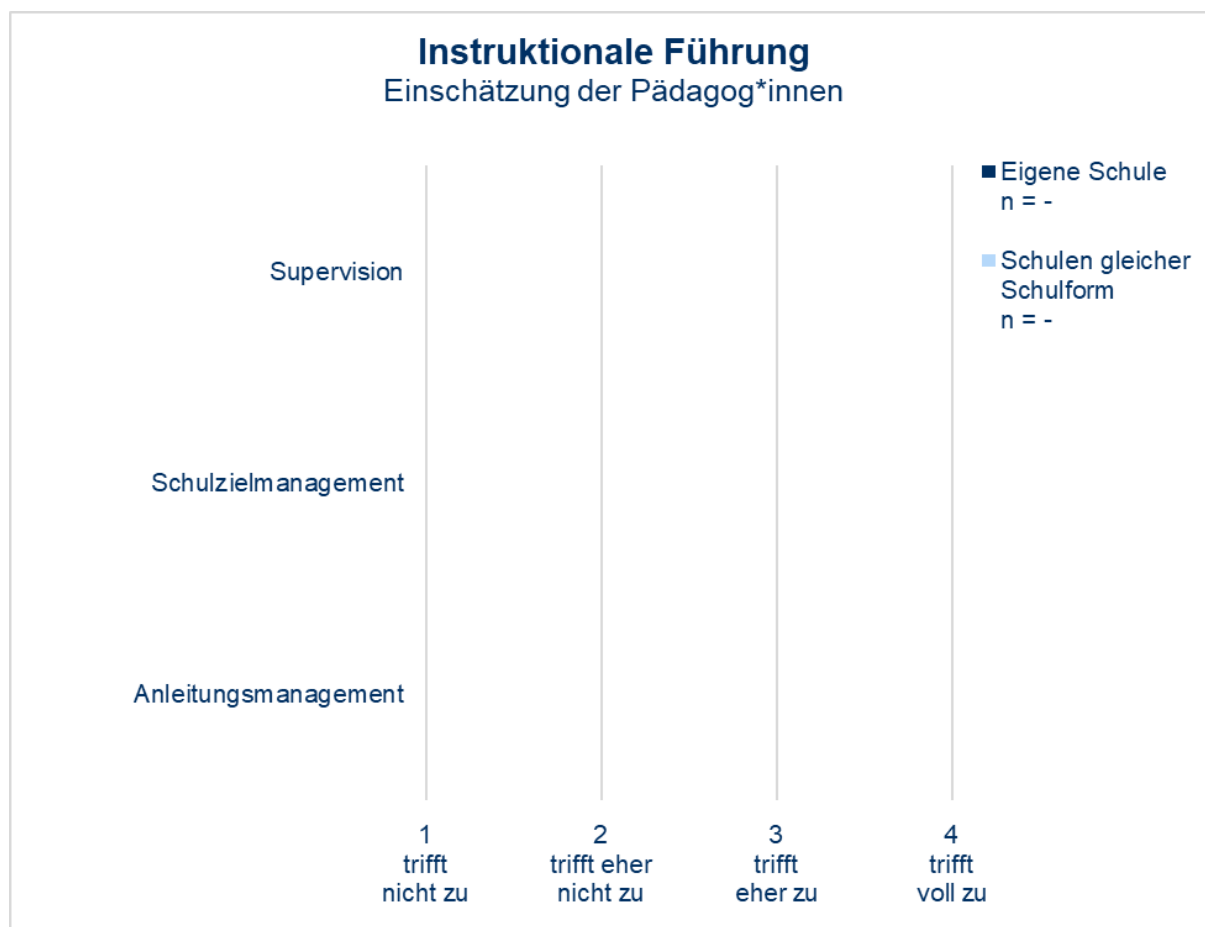 Instruktionale Führung
Einschätzung der Pädagog*innen
Eigene Schule
n = -
Schulen gleicher
Schulform
n = -
Supervision
Schulzielmanagement
Anleitungsmanagement
1
trifft
nicht zu
2
trifft eher
nicht zu
3
trifft
eher zu
4
trifft
voll zu